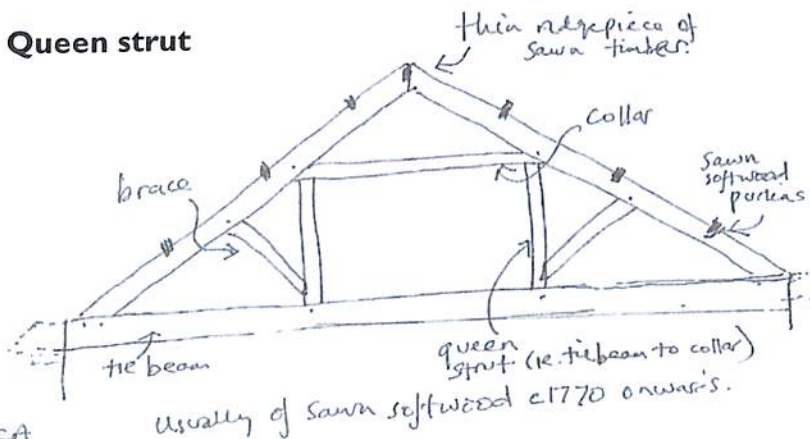 Queen strut
thin ridgepiece of
sawn timber.
collar
sawn
softwood
purlins
brace
tie beam
queen
strut (ie. tiebeam to collar)
Usually of sawn softwood c1770 onwards.